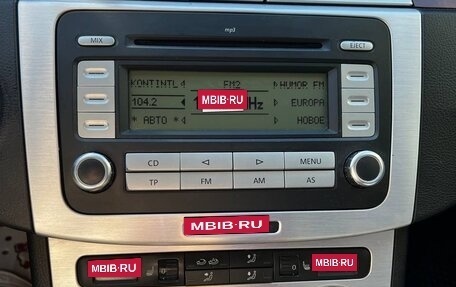 mp3
MIX
EJECT
KONTINTL FM2 HUMOR FM
104.2 MBIB·RU Hz EUROPA
* АВТО * НОВОЕ
CD MENU
TP FM AM AS
MBIB·RU
MBIB·RU
MBIB·RU